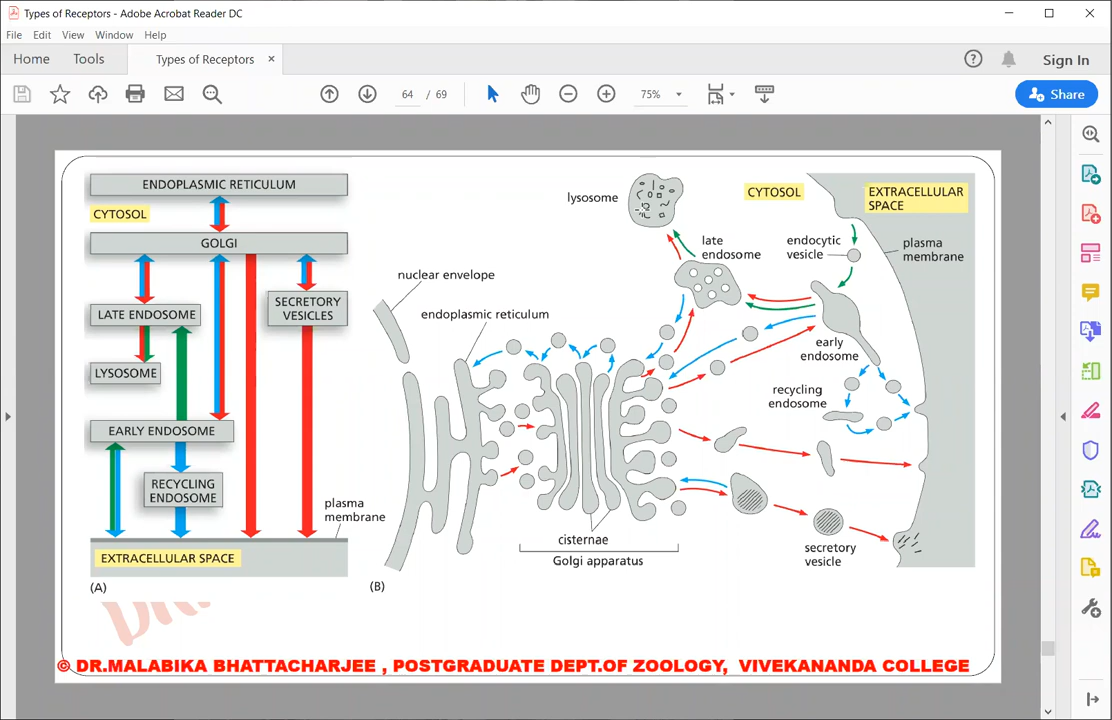 Types of Receptors - Adobe Acrobat Reader DC
File Edit View Window Help
Home Tools Types of Receptors × Sign In
64 / 69 75% Share
ENDOPLASMIC RETICULUM
CYTOSOL
GOLGI
LATE ENDOSOME
SECRETORY
VESICLES
LYSOSOME
EARLY ENDOSOME
RECYCLING
ENDOSOME
plasma
membrane
EXTRACELLULAR SPACE
(A)
lysosome
CYTOSOL
EXTRACELLULAR
SPACE
late
endosome
endocytic
vesicle
plasma
membrane
nuclear envelope
endoplasmic reticulum
early
endosome
recycling
endosome
cisternae
Golgi apparatus
secretory
vesicle
(B)
© DR.MALABIKA BHATTACHARJEE , POSTGRADUATE DEPT.OF ZOOLOGY, VIVEKANANDA COLLEGE